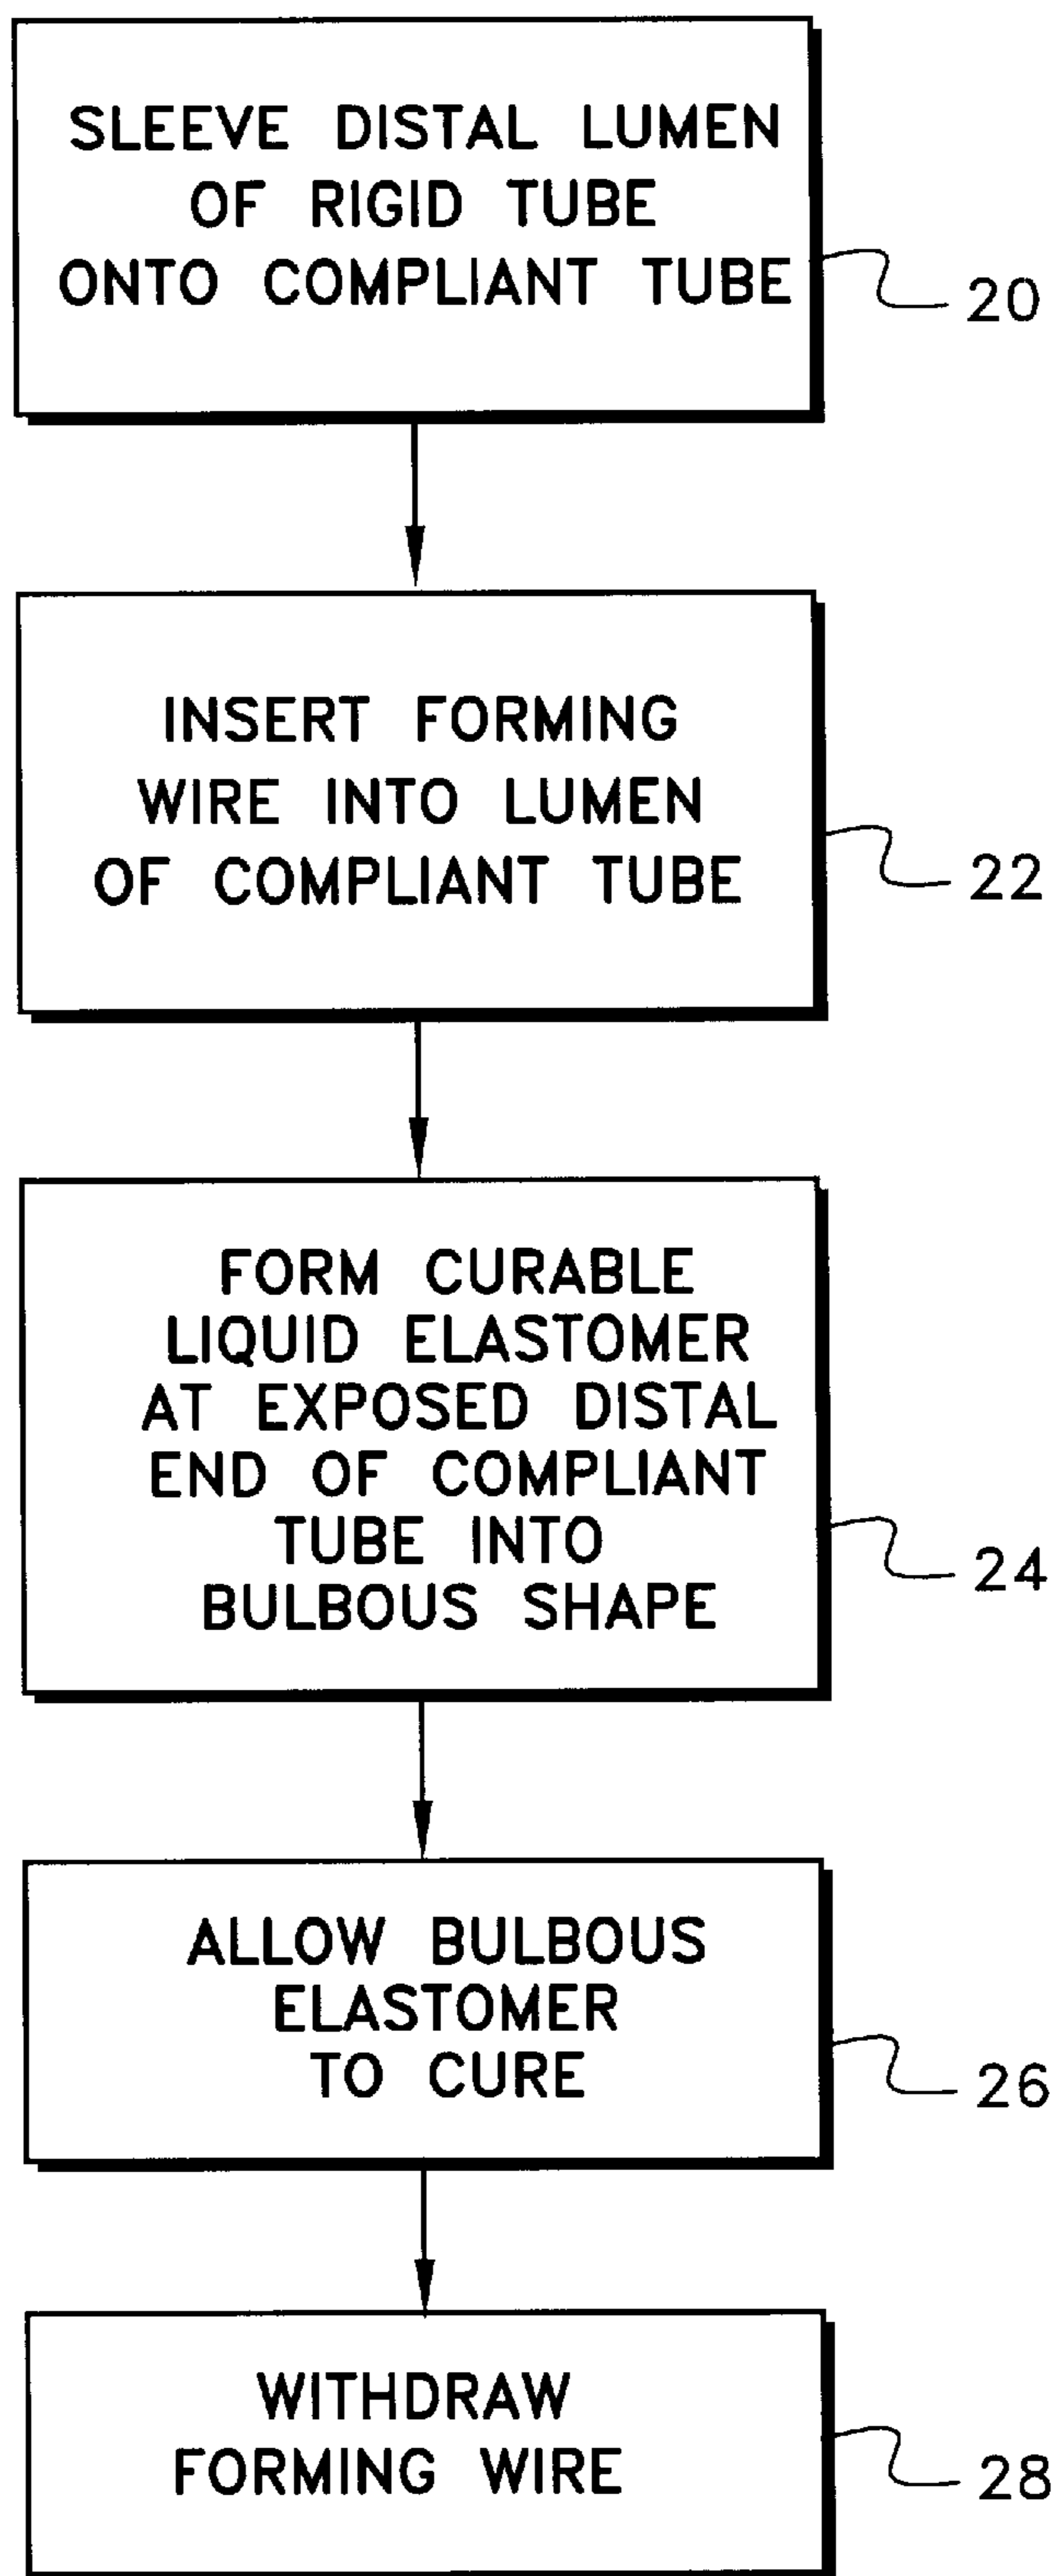 SLEEVE DISTAL LUMEN
OF RIGID TUBE
ONTO COMPLIANT TUBE
20
INSERT FORMING
WIRE INTO LUMEN
OF COMPLIANT TUBE
22
FORM CURABLE
LIQUID ELASTOMER
AT EXPOSED DISTAL
END OF COMPLIANT
TUBE INTO
BULBOUS SHAPE
24
ALLOW BULBOUS
ELASTOMER
TO CURE
26
WITHDRAW
FORMING WIRE
28